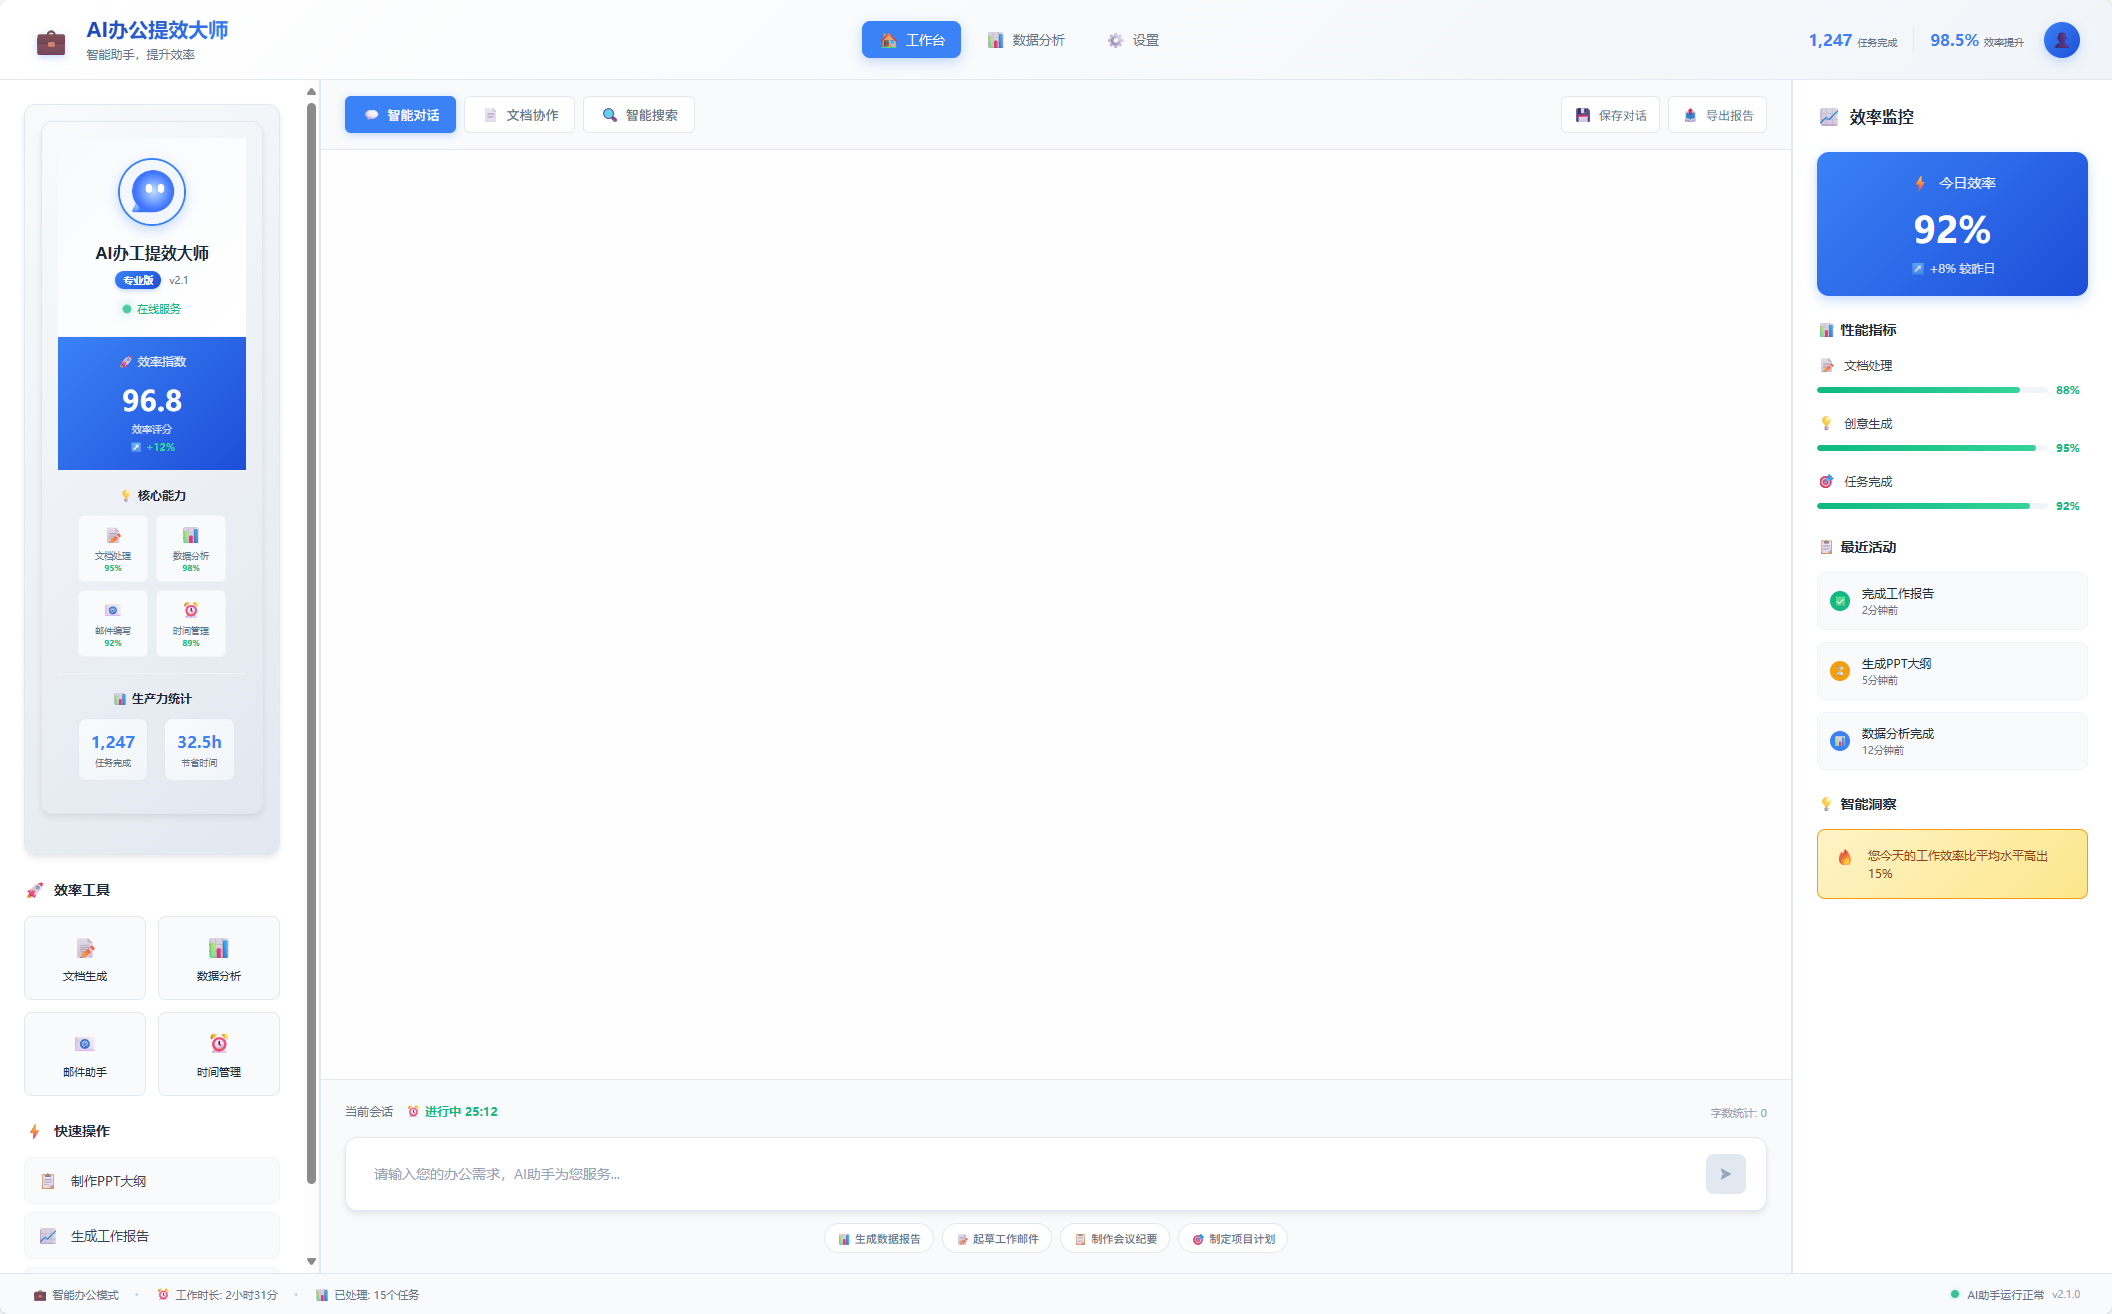 AI办公提效大师
智能助手，提升效率
工作台
数据分析
设置
1,247 任务完成
98.5% 效率提升
AI办工提效大师
专业版 v2.1
在线服务
效率指数
96.8
效率评分
+12%
核心能力
文档处理
95%
数据分析
98%
邮件编写
92%
时间管理
89%
生产力统计
1,247
任务完成
32.5h
节省时间
效率工具
文档生成
数据分析
邮件助手
时间管理
快速操作
制作PPT大纲
生成工作报告
智能对话
文档协作
智能搜索
保存对话
导出报告
当前会话 进行中 25:12
字数统计: 0
请输入您的办公需求，AI助手为您服务...
生成数据报告
起草工作邮件
制作会议纪要
制定项目计划
效率监控
今日效率
92%
+8% 较昨日
性能指标
文档处理
88%
创意生成
95%
任务完成
92%
最近活动
完成工作报告
2分钟前
生成PPT大纲
5分钟前
数据分析完成
12分钟前
智能洞察
您今天的工作效率比平均水平高出
15%
智能办公模式 • 工作时长: 2小时31分 • 已处理: 15个任务
AI助手运行正常 v2.1.0